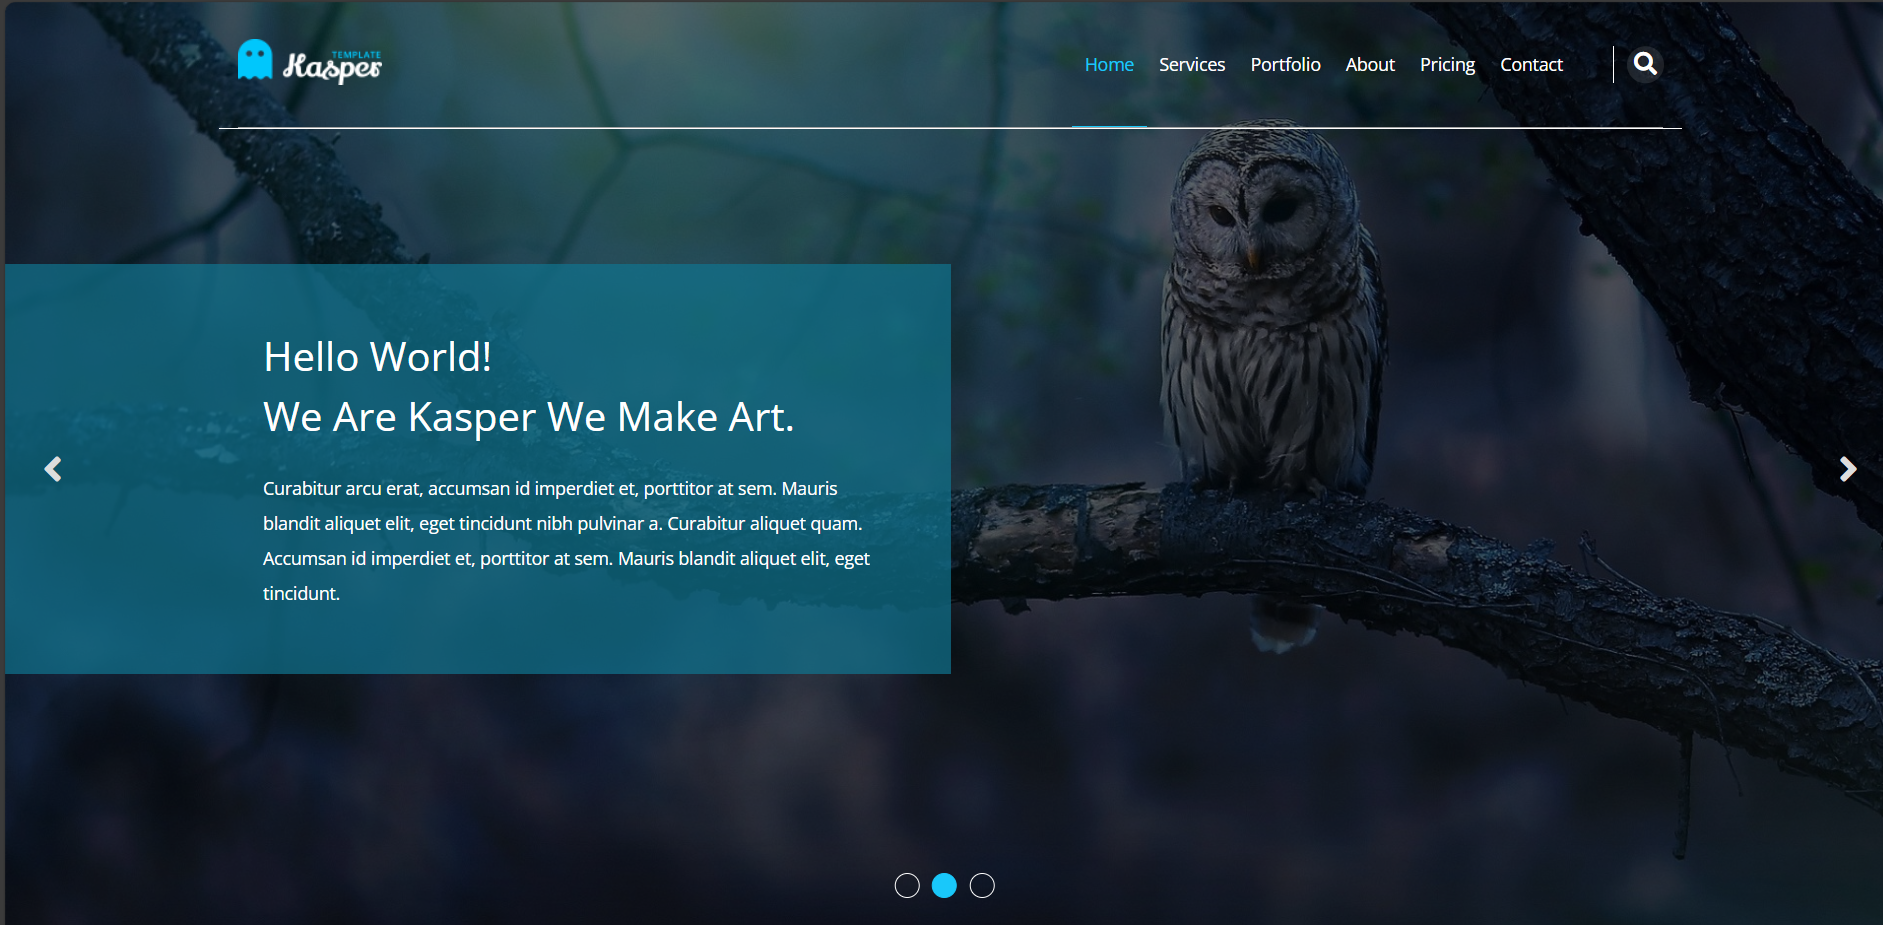 TEMPLATE
Kasper
Home Services Portfolio About Pricing Contact
Hello World!
We Are Kasper We Make Art.
Curabitur arcu erat, accumsan id imperdiet et, porttitor at sem. Mauris
blandit aliquet elit, eget tincidunt nibh pulvinar a. Curabitur aliquet quam.
Accumsan id imperdiet et, porttitor at sem. Mauris blandit aliquet elit, eget
tincidunt.